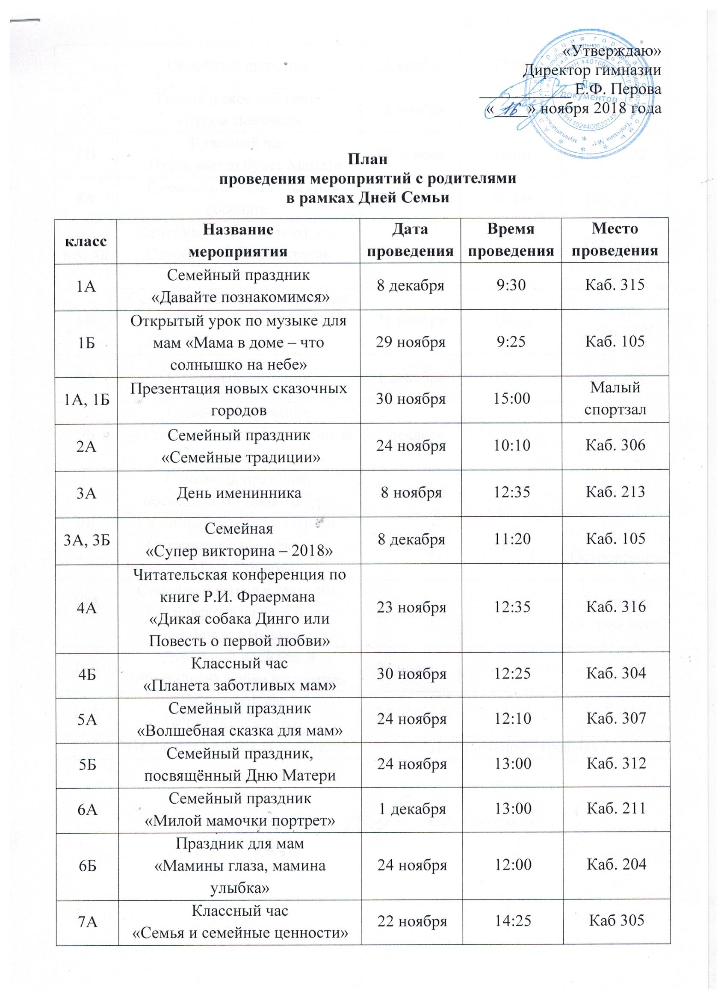 «Утверждаю»
Директор гимназии
____________ Е.Ф. Перова
«16» ноября 2018 года
Для
документов
План
проведения мероприятий с родителями
в рамках Дней Семьи
класс | Название мероприятия | Дата проведения | Время проведения | Место проведения
1А | Семейный праздник «Давайте познакомимся» | 8 декабря | 9:30 | Каб. 315
1Б | Открытый урок по музыке для мам «Мама в доме – что солнышко на небе» | 29 ноября | 9:25 | Каб. 105
1А, 1Б | Презентация новых сказочных городов | 30 ноября | 15:00 | Малый спортзал
2А | Семейный праздник «Семейные традиции» | 24 ноября | 10:10 | Каб. 306
3А | День именинника | 8 ноября | 12:35 | Каб. 213
3А, 3Б | Семейная «Супер викторина – 2018» | 8 декабря | 11:20 | Каб. 105
4А | Читательская конференция по книге Р.И. Фраермана «Дикая собака Динго или Повесть о первой любви» | 23 ноября | 12:35 | Каб. 316
4Б | Классный час «Планета заботливых мам» | 30 ноября | 12:25 | Каб. 304
5А | Семейный праздник «Волшебная сказка для мам» | 24 ноября | 12:10 | Каб. 307
5Б | Семейный праздник, посвящённый Дню Матери | 24 ноября | 13:00 | Каб. 312
6А | Семейный праздник «Милой мамочки портрет» | 1 декабря | 13:00 | Каб. 211
6Б | Праздник для мам «Мамины глаза, мамина улыбка» | 24 ноября | 12:00 | Каб. 204
7А | Классный час «Семья и семейные ценности» | 22 ноября | 14:25 | Каб 305